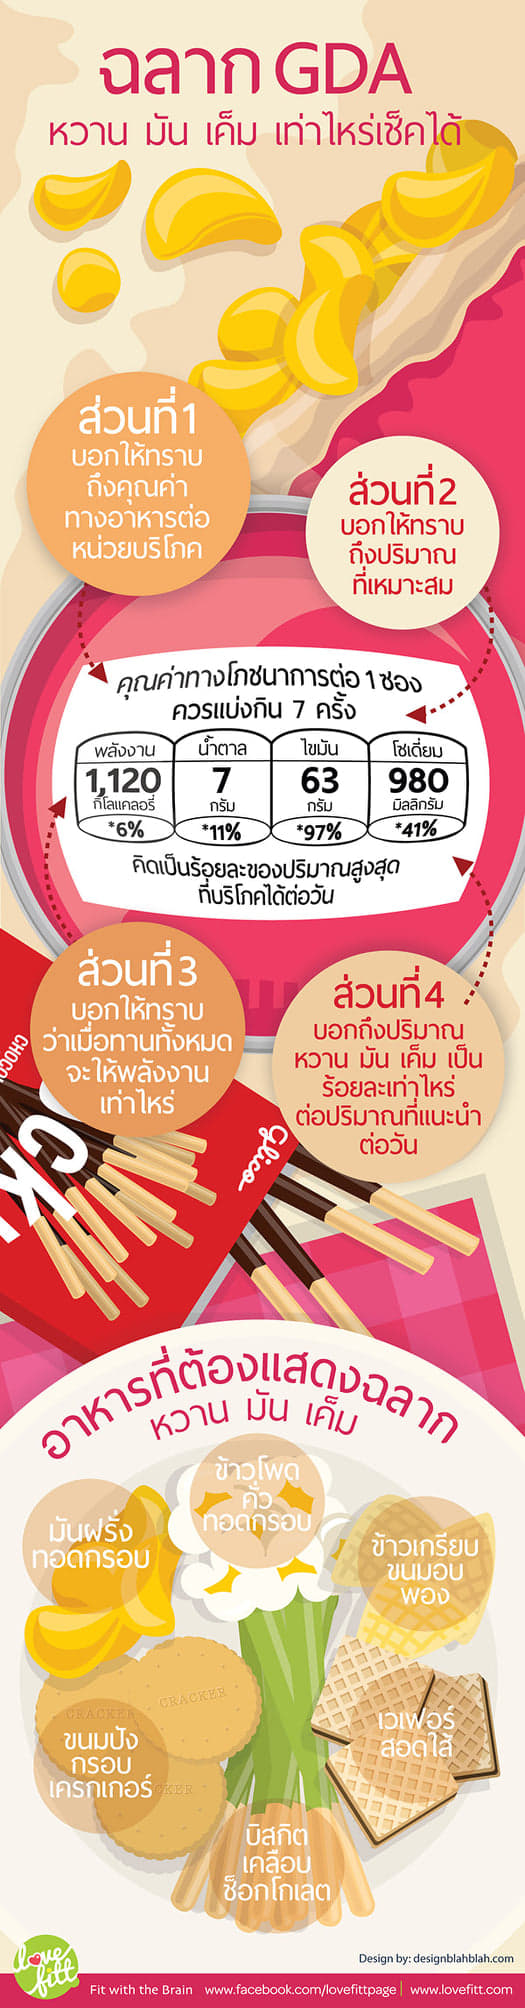 ฉลาก GDA
หวาน มัน เค็ม เท่าไหร่เช็คได้
ส่วนที่ 1
บอกให้ทราบ
ถึงคุณค่า
ทางอาหารต่อ
หน่วยบริโภค
ส่วนที่ 2
บอกให้ทราบ
ถึงปริมาณ
ที่เหมาะสม
คุณค่าทางโภชนาการต่อ 1 ซอง
ควรแบ่งกิน 7 ครั้ง
พลังงาน น้ำตาล ไขมัน โซเดี่ยม
1,120 7 63 980
กิโลแคลอรี่ กรัม กรัม มิลลิกรัม
*6% *11% *97% *41%
คิดเป็นร้อยละของปริมาณสูงสุด
ที่บริโภคได้ต่อวัน
ส่วนที่ 3
บอกให้ทราบ
ว่าเมื่อทานทั้งหมด
จะให้พลังงาน
เท่าไหร่
ส่วนที่ 4
บอกถึงปริมาณ
หวาน มัน เค็ม เป็น
ร้อยละเท่าไหร่
ต่อปริมาณที่แนะนำ
ต่อวัน
CHOCO
CK
Glico
อาหารที่ต้องแสดงฉลาก
หวาน มัน เค็ม
ข้าวโพด
คั่ว
ทอดกรอบ
มันฝรั่ง
ทอดกรอบ
ข้าวเกรียบ
ขนมอบ
พอง
CRACKER
CRACKER
CKER
ขนมปัง
กรอบ
เครกเกอร์
เวเฟอร์
สอดใส้
บิสกิต
เคลือบ
ช็อกโกเลต
love fitt
Design by: designblahblah.com
Fit with the Brain www.facebook.com/lovefittpage | www.lovefitt.com